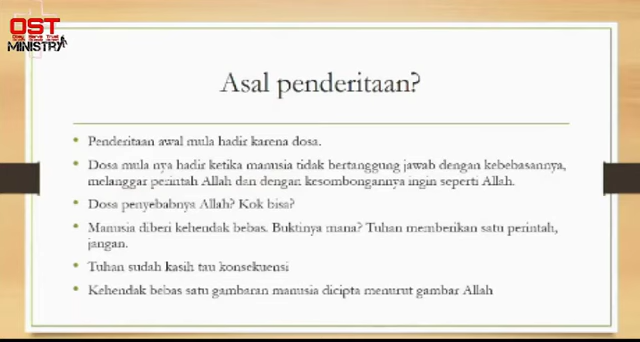 OST
MINISTRY
Asal penderitaan?
Penderitaan awal mula hadir karena dosa.
Dosa mula nya hadir ketika manusia tidak bertanggung jawab dengan kebebasannya,
melanggar perintah Allah dan dengan kesombongannya ingin seperti Allah.
Dosa penyebabnya Allah? Kok bisa?
Manusia diberi kehendak bebas. Buktinya mana? Tuhan memberikan satu perintah,
jangan.
Tuhan sudah kasih tau konsekuensi
Kehendak bebas satu gambaran manusia dicipta menurut gambar Allah